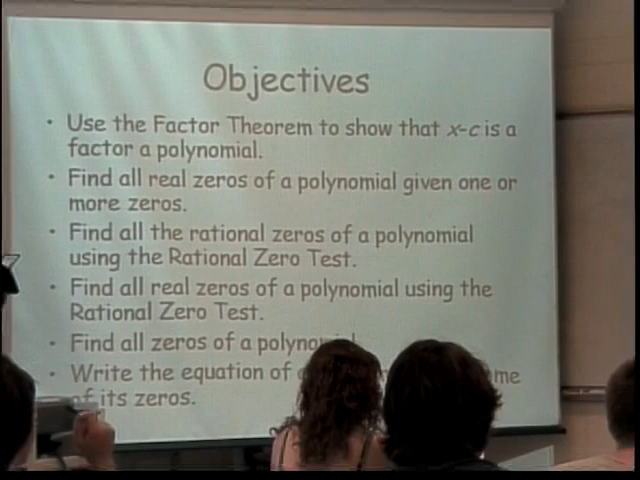 Objectives
• Use the Factor Theorem to show that x-c is a
factor a polynomial.
• Find all real zeros of a polynomial given one or
more zeros.
• Find all the rational zeros of a polynomial
using the Rational Zero Test.
• Find all real zeros of a polynomial using the
Rational Zero Test.
• Find all zeros of a polynomial
• Write the equation of
of its zeros.